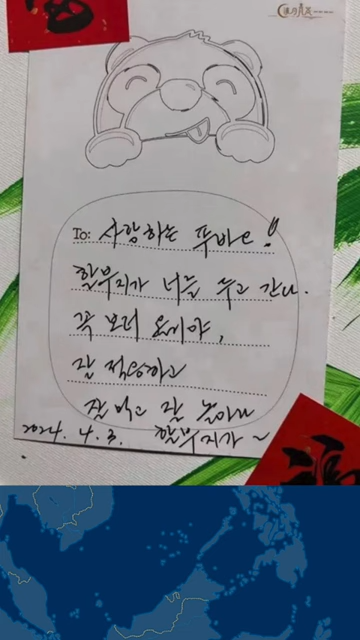 To: 사랑하는 푸바오!!
할부지가 너를 두고 간다.
꼭 보러 올거야,
잘 적응하고
잘 먹고 잘 놀아라
2024. 4. 3. 할부지가~